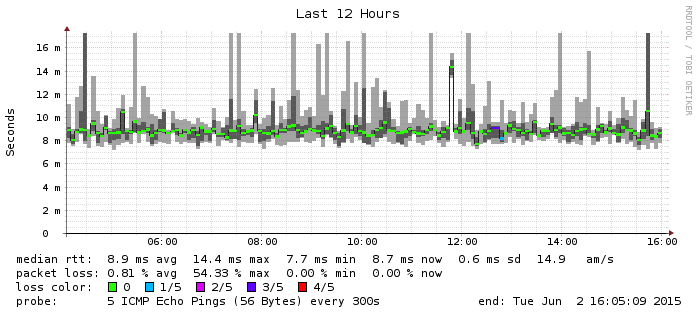 Last 12 Hours
RRDTOOL / TOBI OETIKER
Seconds
16 m
14 m
12 m
10 m
8 m
6 m
4 m
2 m
0
06:00 08:00 10:00 12:00 14:00 16:00
median rtt: 8.9 ms avg 14.4 ms max 7.7 ms min 8.7 ms now 0.6 ms sd 14.9 am/s
packet loss: 0.81 % avg 54.33 % max 0.00 % min 0.00 % now
loss color: 0 1/5 2/5 3/5 4/5
probe: 5 ICMP Echo Pings (56 Bytes) every 300s end: Tue Jun 2 16:05:09 2015